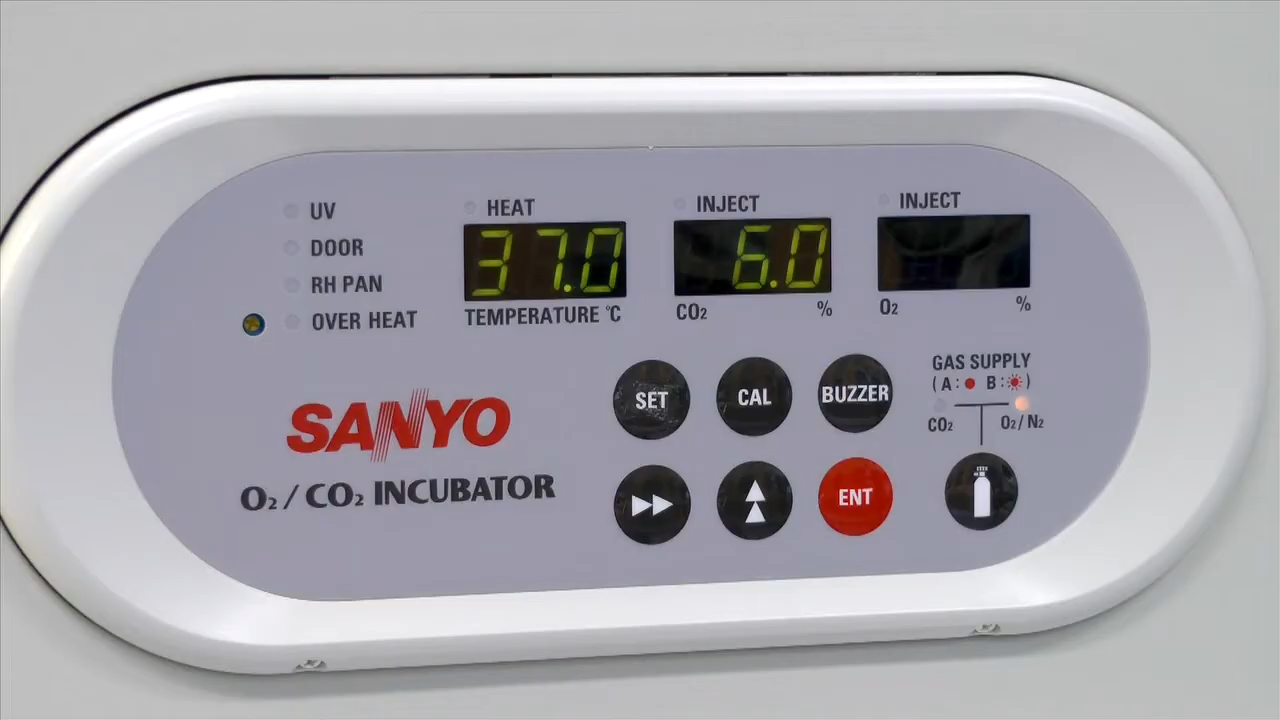 UV
DOOR
RH PAN
OVER HEAT
HEAT
37.0
TEMPERATURE °C
INJECT
6.0
CO₂ %
INJECT
O₂ %
SANYO
O₂ / CO₂ INCUBATOR
SET
CAL
BUZZER
ENT
GAS SUPPLY
( A : B : )
CO₂ O₂ / N₂